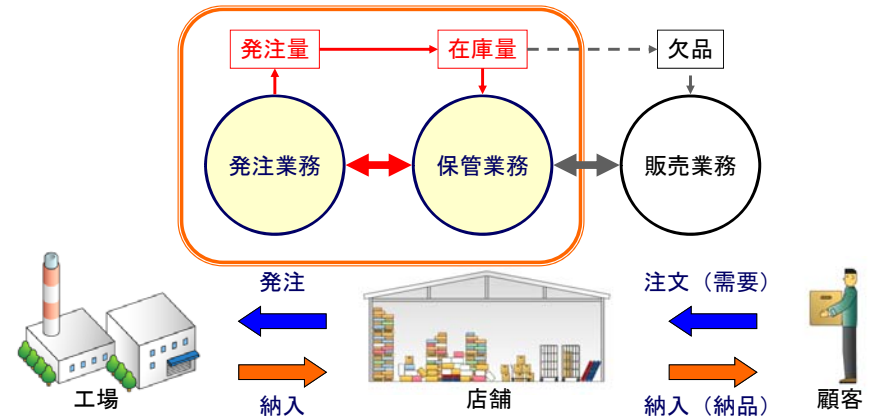 発注量
在庫量
欠品
発注業務
保管業務
販売業務
発注
注文（需要）
工場
納入
店舗
納入（納品）
顧客